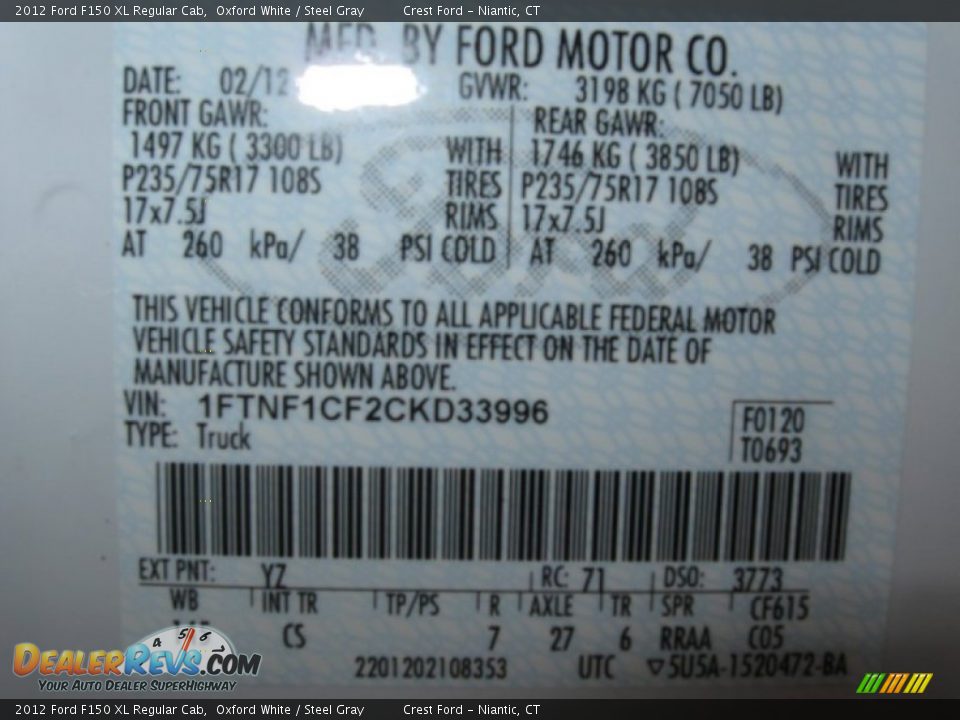 2012 Ford F150 XL Regular Cab, Oxford White / Steel Gray Crest Ford - Niantic, CT
MFD. BY FORD MOTOR CO.
DATE: 02/12 GVWR: 3198 KG ( 7050 LB)
FRONT GAWR: REAR GAWR:
1497 KG ( 3300 LB) WITH 1746 KG ( 3850 LB) WITH
P235/75R17 108S TIRES P235/75R17 108S TIRES
17x7.5J RIMS 17x7.5J RIMS
AT 260 kPa/ 38 PSI COLD AT 260 kPa/ 38 PSI COLD
Ford
THIS VEHICLE CONFORMS TO ALL APPLICABLE FEDERAL MOTOR
VEHICLE SAFETY STANDARDS IN EFFECT ON THE DATE OF
MANUFACTURE SHOWN ABOVE.
VIN: 1FTNF1CF2CKD33996 F0120
TYPE: Truck T0693
EXT PNT: YZ RC: 71 DSO: 3773
WB INT TR TP/PS R AXLE TR SPR CF615
CS 7 27 6 RRAA C05
2201202108353 UTC ▽5U5A-1520472-BA
4 5 6 7
DEALERREVS.COM
Your Auto Dealer SuperHighway
2012 Ford F150 XL Regular Cab, Oxford White / Steel Gray Crest Ford - Niantic, CT